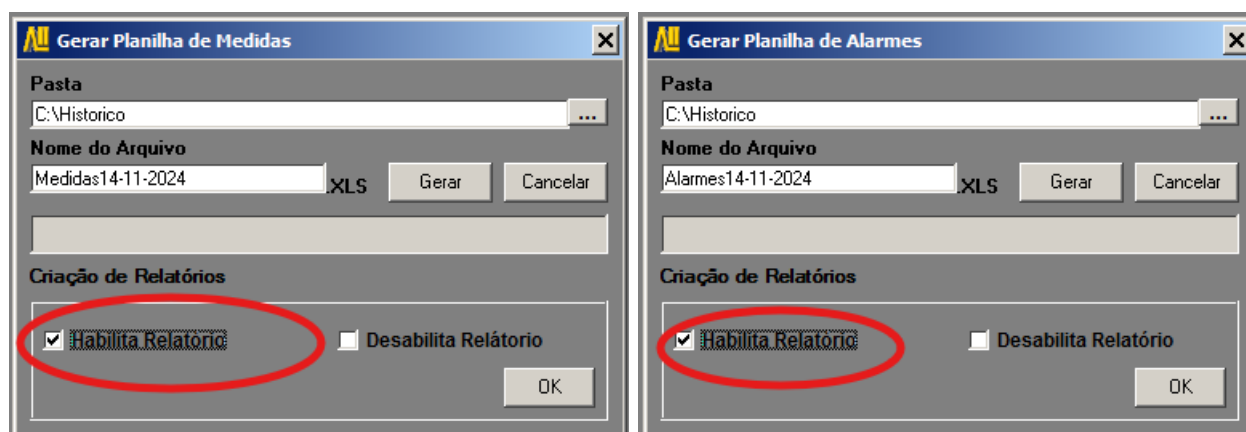 Gerar Planilha de Medidas
Pasta
C:\Historico
...
Nome do Arquivo
Medidas14-11-2024
.XLS
Gerar
Cancelar
Criação de Relatórios
Habilita Relatório
Desabilita Relátorio
OK
Gerar Planilha de Alarmes
Pasta
C:\Historico
...
Nome do Arquivo
Alarmes14-11-2024
.XLS
Gerar
Cancelar
Criação de Relatórios
Habilita Relatório
Desabilita Relatório
OK